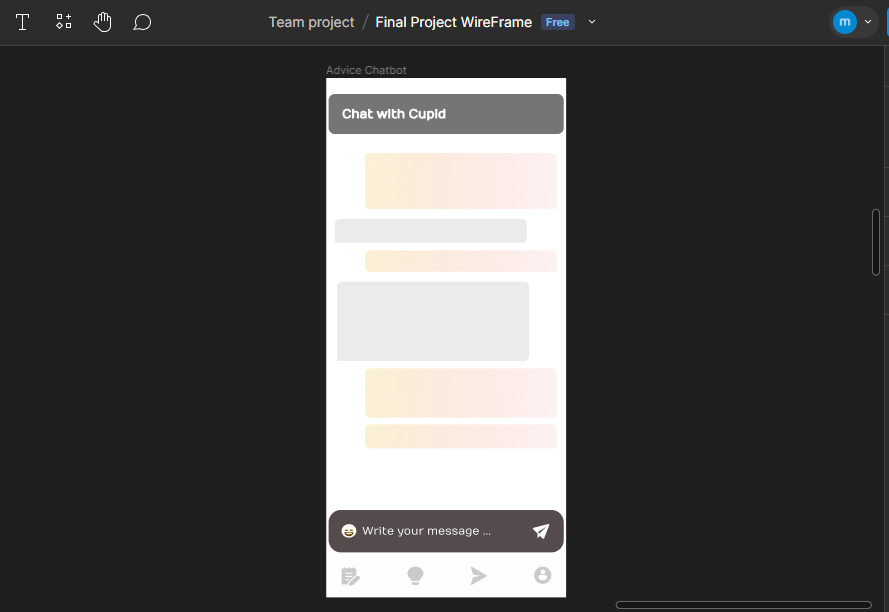 Team project / Final Project WireFrame Free
m
Advice Chatbot
Chat with Cupid
Write your message ...